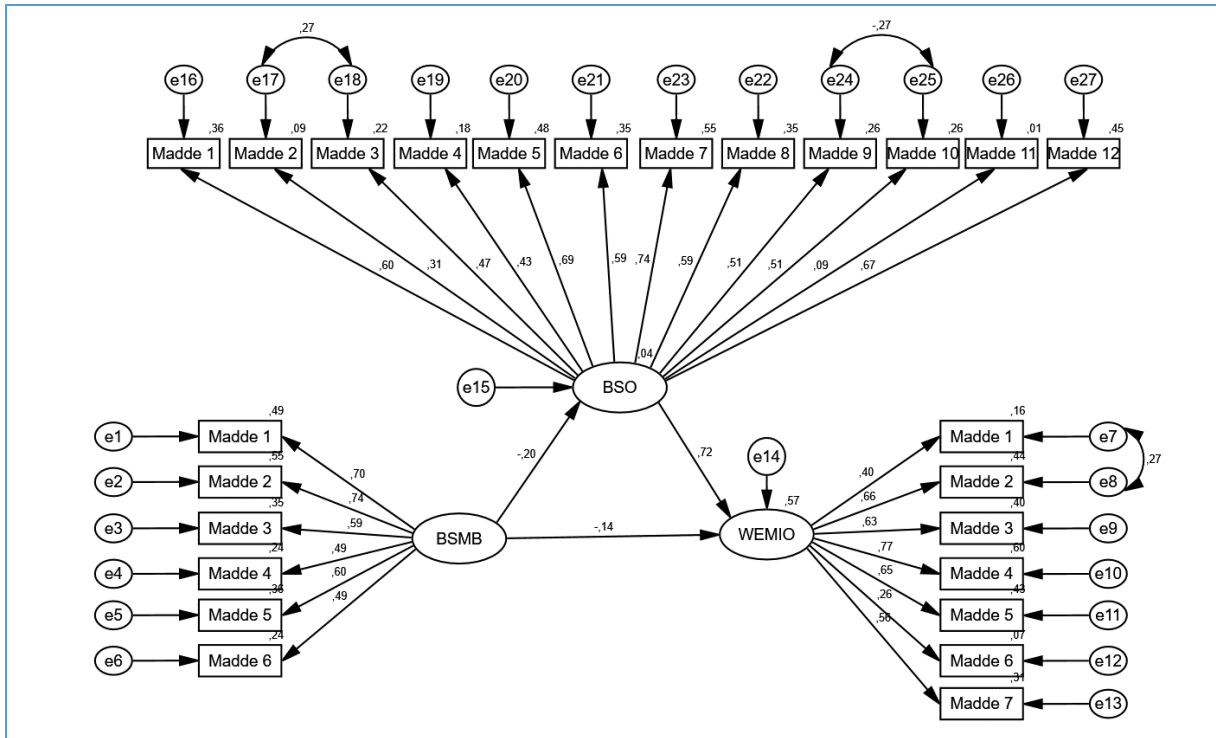 ,27
-,27
e16 e17 e18 e19 e20 e21 e23 e22 e24 e25 e26 e27
,36 ,09 ,22 ,18 ,48 ,35 ,55 ,35 ,26 ,26 ,01 ,45
Madde 1 Madde 2 Madde 3 Madde 4 Madde 5 Madde 6 Madde 7 Madde 8 Madde 9 Madde 10 Madde 11 Madde 12
,60 ,31 ,47 ,43 ,69 ,59 ,74 ,59 ,51 ,51 ,09 ,67
,04
e15 BSO
,49
e1 Madde 1
,55
e2 Madde 2
,35
e3 Madde 3
,24
e4 Madde 4
,36
e5 Madde 5
,24
e6 Madde 6
,70
,74
,59
,49
,60
,49
BSMB
-,20
-,14
,72
e14
,57
WEMIO
,40
,66
,63
,77
,65
,26
,56
,16
Madde 1 e7
,44
Madde 2 e8
,27
,40
Madde 3 e9
,60
Madde 4 e10
,43
Madde 5 e11
,07
Madde 6 e12
,31
Madde 7 e13